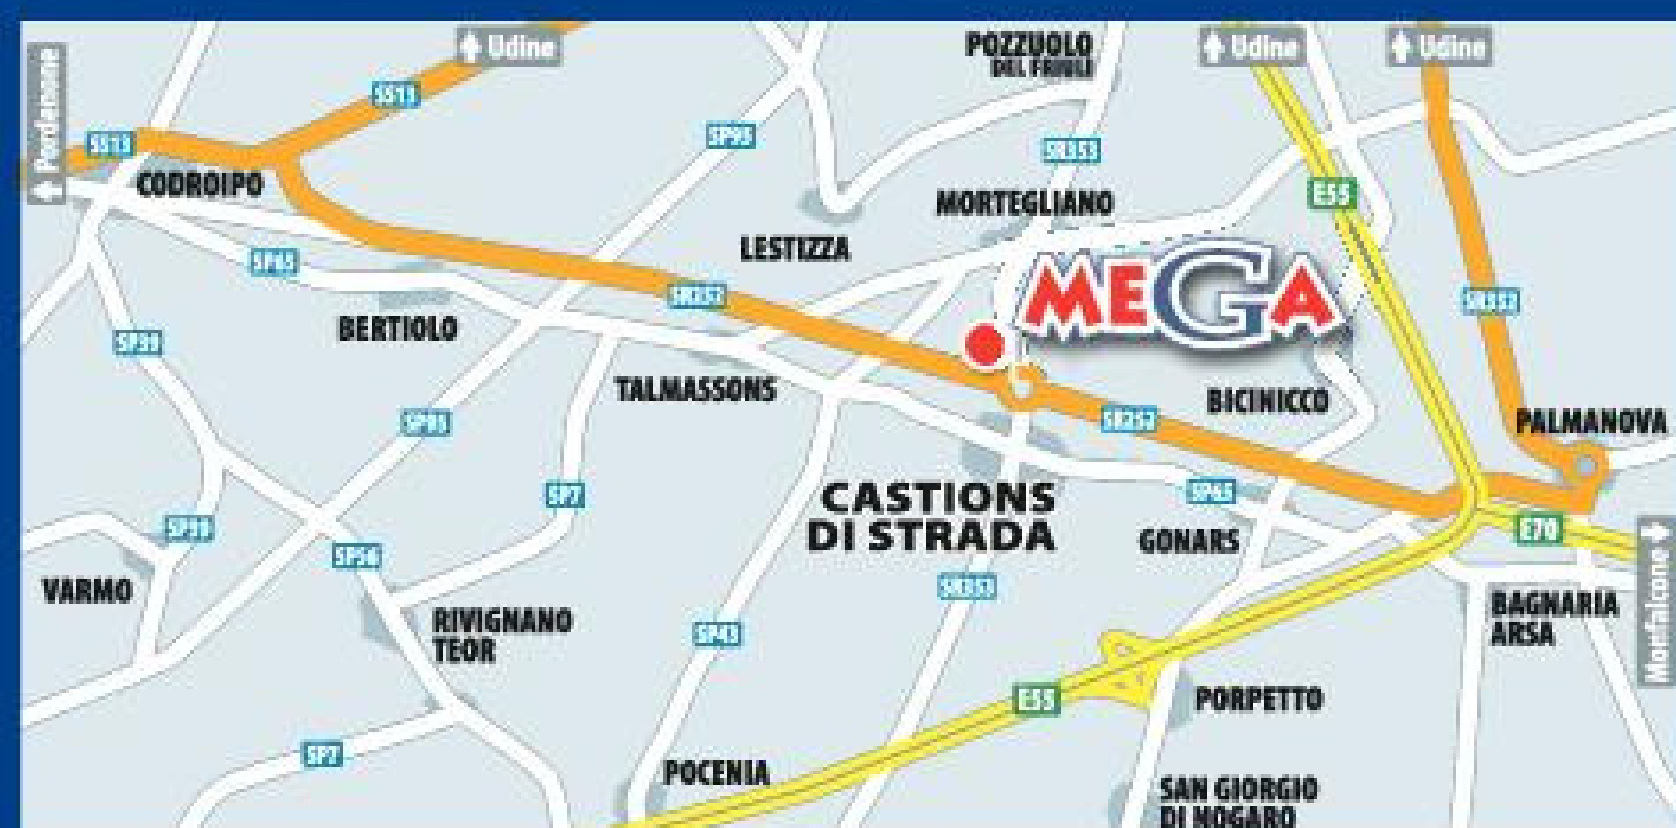 Udine
Udine
Udine
POZZUOLO
DEL FRIULI
Pordenone
SS13
SS13
SP95
SR353
CODROIPO
MORTEGLIANO
E55
LESTIZZA
SP65
SR252
MEGA
SR352
BERTIOLO
SP39
TALMASSONS
BICINICCO
SR252
PALMANOVA
SP95
CASTIONS
DI STRADA
SP7
SP65
SP39
GONARS
E70
SP56
VARMO
SR353
RIVIGNANO
TEOR
SP43
BAGNARIA
ARSA
Monfalcone
E55
PORPETTO
SP7
POCENIA
SAN GIORGIO
DI NOGARO